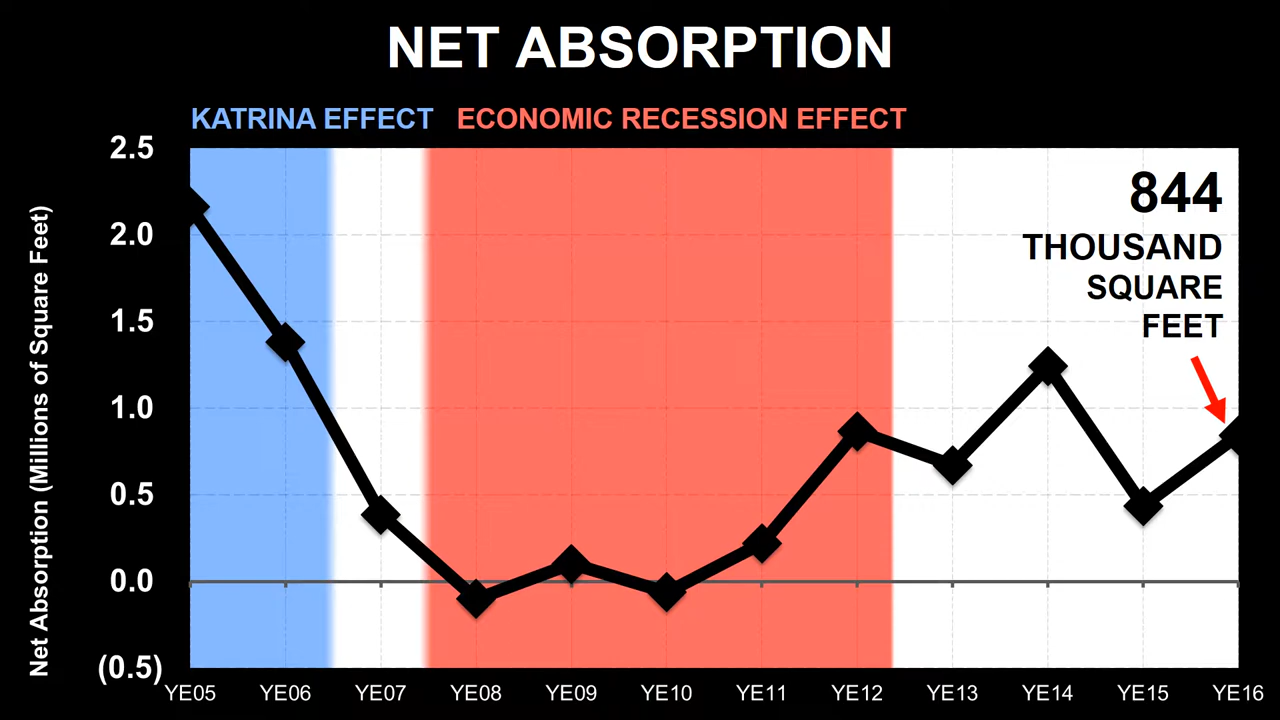 NET ABSORPTION
KATRINA EFFECT
ECONOMIC RECESSION EFFECT
2.5
2.0
1.5
1.0
0.5
0.0
(0.5)
Net Absorption (Millions of Square Feet)
844
THOUSAND
SQUARE
FEET
YE05 YE06 YE07 YE08 YE09 YE10 YE11 YE12 YE13 YE14 YE15 YE16